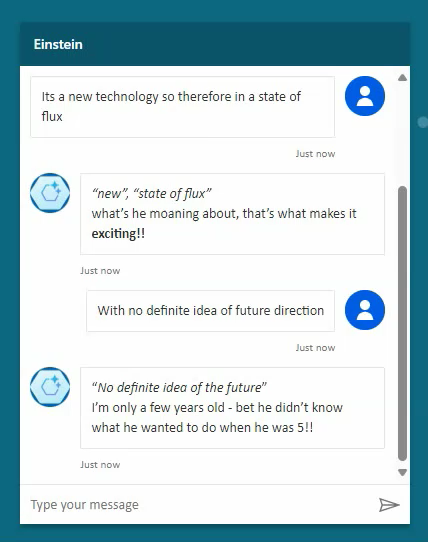 Einstein
Its a new technology so therefore in a state of
flux
Just now
“new”, “state of flux”
what’s he moaning about, that’s what makes it
exciting!!
Just now
With no definite idea of future direction
Just now
“No definite idea of the future”
I’m only a few years old - bet he didn’t know
what he wanted to do when he was 5!!
Just now
Type your message